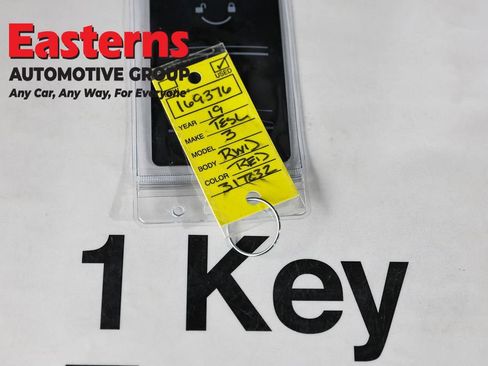 Easterns
AUTOMOTIVE GROUP
Any Car, Any Way, For Everyone®
USED
169376
YEAR 19
MAKE TESL
MODEL 3
BODY RWD
COLOR RED
31732
1 Key